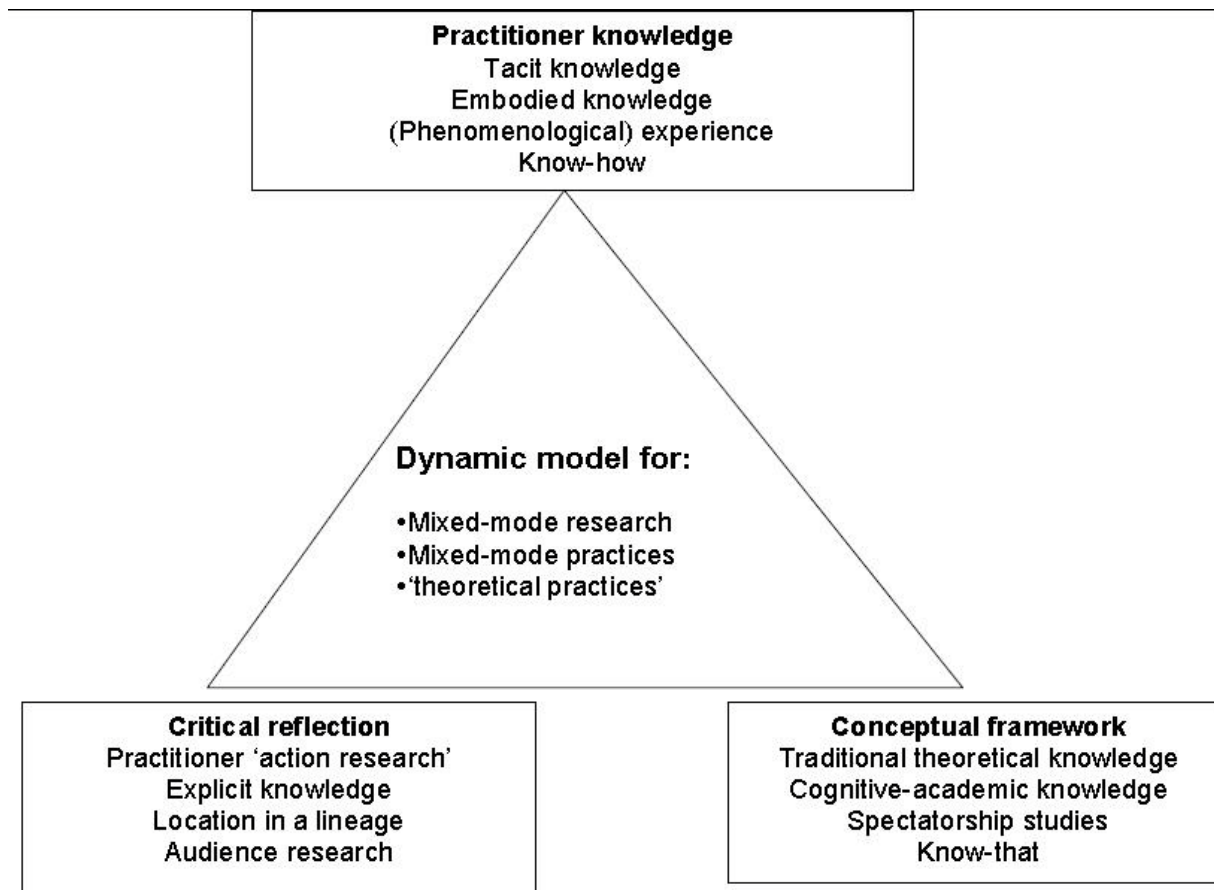 Practitioner knowledge
Tacit knowledge
Embodied knowledge
(Phenomenological) experience
Know-how
Dynamic model for:
•Mixed-mode research
•Mixed-mode practices
•‘theoretical practices’
Critical reflection
Practitioner ‘action research’
Explicit knowledge
Location in a lineage
Audience research
Conceptual framework
Traditional theoretical knowledge
Cognitive-academic knowledge
Spectatorship studies
Know-that